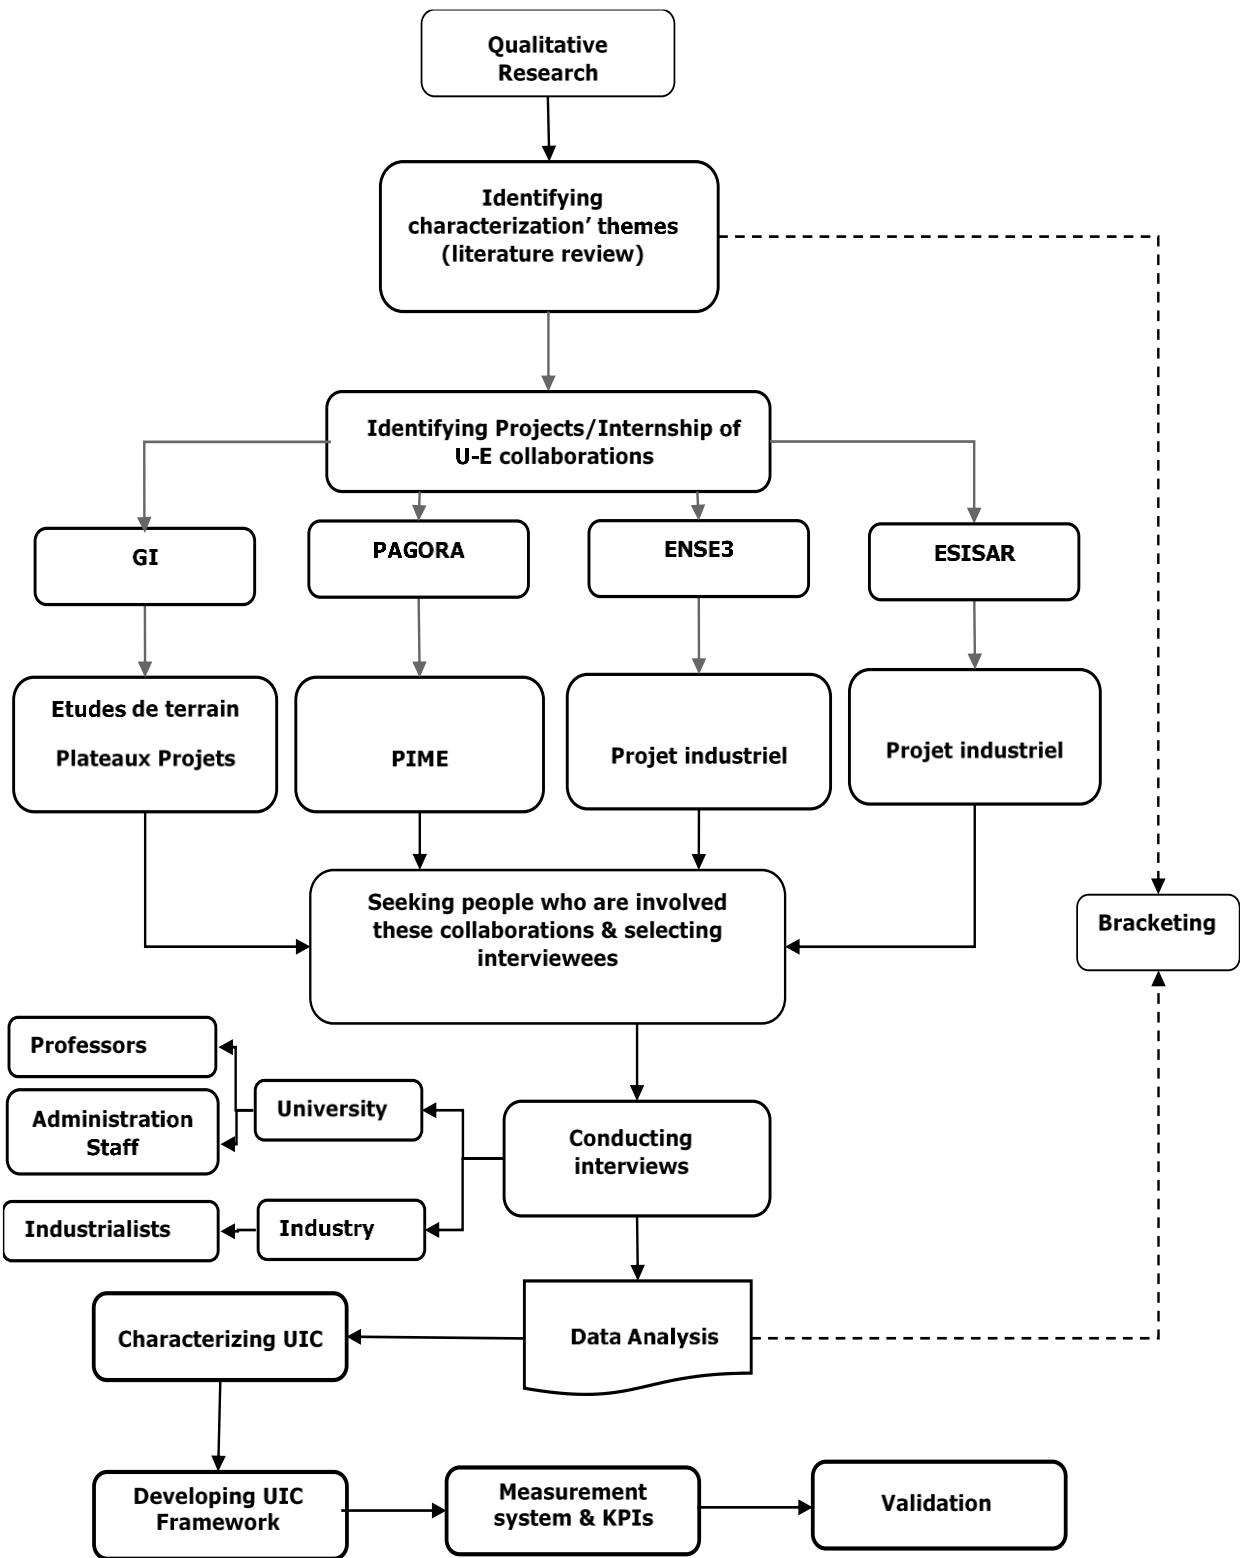 Qualitative
Research
Identifying
characterization’ themes
(literature review)
Identifying Projects/Internship of
U-E collaborations
GI
PAGORA
ENSE3
ESISAR
Etudes de terrain
Plateaux Projets
PIME
Projet industriel
Projet industriel
Seeking people who are involved
these collaborations & selecting
interviewees
Bracketing
Professors
Administration
Staff
University
Conducting
interviews
Industrialists
Industry
Characterizing UIC
Data Analysis
Developing UIC
Framework
Measurement
system & KPIs
Validation